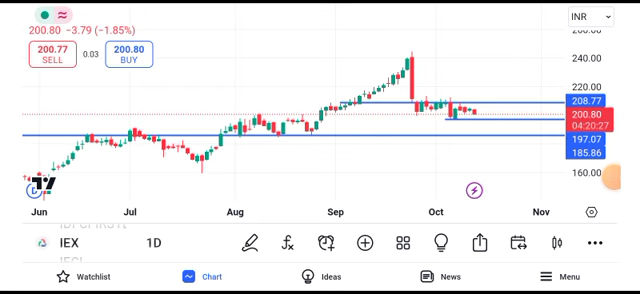 INR
200.80 −3.79 (−1.85%)
260.00
200.77
SELL
0.03
200.80
BUY
240.00
220.00
208.77
200.80
04:20:27
197.07
185.86
160.00
D
Jun Jul Aug Sep Oct Nov
IEX 1D
Watchlist Chart Ideas News Menu